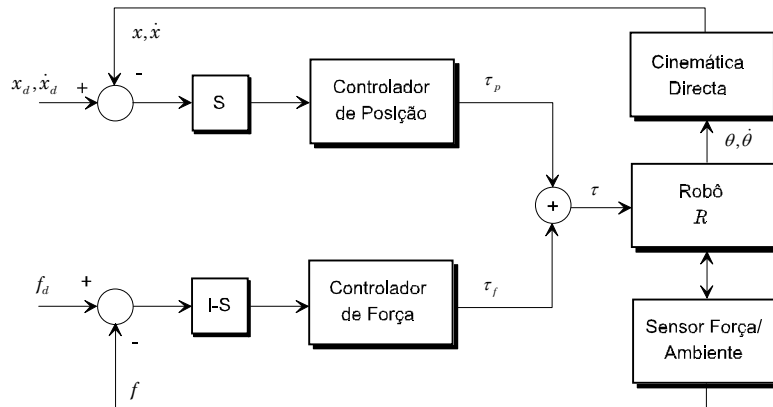 x, ẋ
x_d, ẋ_d
+
-
S
Controlador
de Posição
τ_p
Cinemática
Directa
θ, θ̇
+
τ
Robô
R
f_d
+
-
I-S
Controlador
de Força
τ_f
Sensor Força/
Ambiente
f